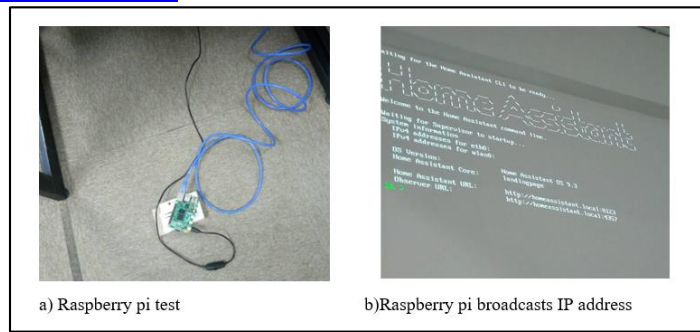 Waiting for the Home Assistant CLI to be ready...
Home Assistant
Welcome to the Home Assistant command line.
Waiting for Supervisor to startup...
System information
IPv4 addresses for eth0:
IPv4 addresses for wlan0:
OS Version: Home Assistant OS
Home Assistant Core: landingpage
Home Assistant URL: http://homeassistant.local:8123
Observer URL: http://homeassistant.local:4357
a) Raspberry pi test
b)Raspberry pi broadcasts IP address